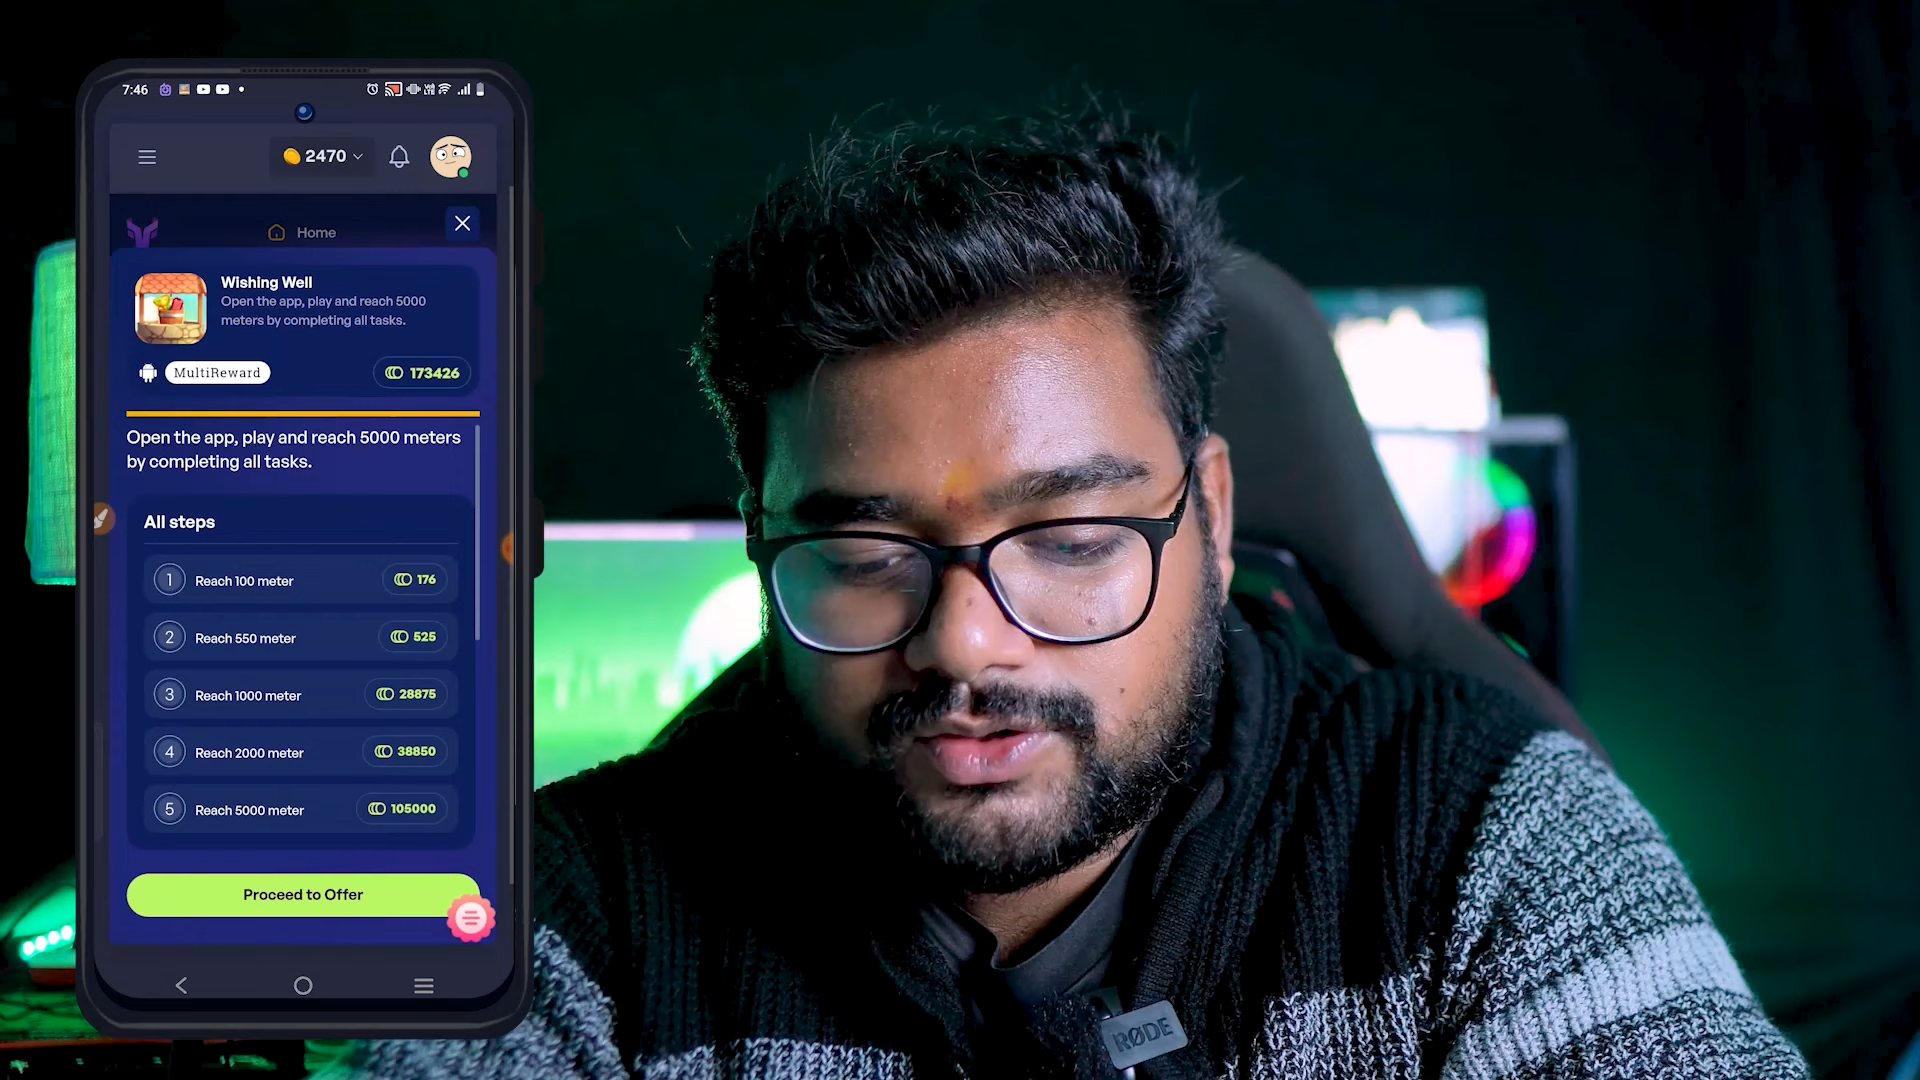 7:46
2470
Home
Wishing Well
Open the app, play and reach 5000
meters by completing all tasks.
MultiReward
173426
Open the app, play and reach 5000 meters
by completing all tasks.
All steps
1 Reach 100 meter 176
2 Reach 550 meter 525
3 Reach 1000 meter 28875
4 Reach 2000 meter 38850
5 Reach 5000 meter 105000
Proceed to Offer
RØDE